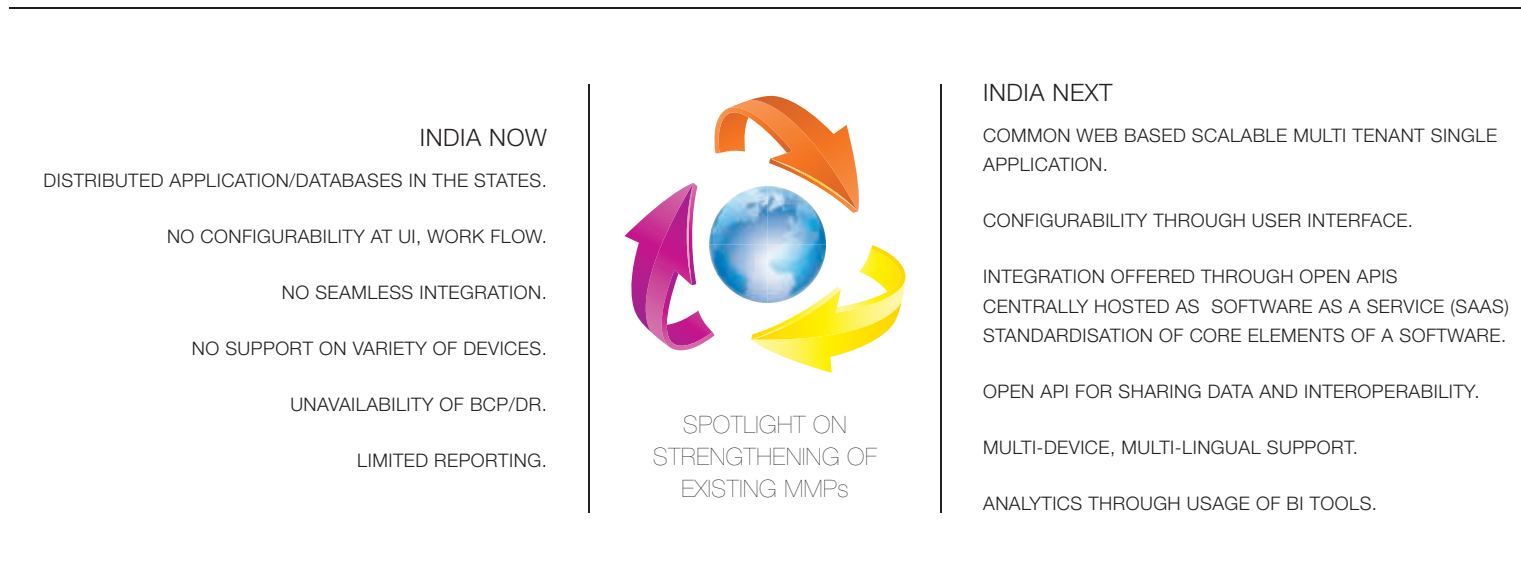 INDIA NOW
DISTRIBUTED APPLICATION/DATABASES IN THE STATES.
NO CONFIGURABILITY AT UI, WORK FLOW.
NO SEAMLESS INTEGRATION.
NO SUPPORT ON VARIETY OF DEVICES.
UNAVAILABILITY OF BCP/DR.
LIMITED REPORTING.
SPOTLIGHT ON
STRENGTHENING OF
EXISTING MMPs
INDIA NEXT
COMMON WEB BASED SCALABLE MULTI TENANT SINGLE
APPLICATION.
CONFIGURABILITY THROUGH USER INTERFACE.
INTEGRATION OFFERED THROUGH OPEN APIS
CENTRALLY HOSTED AS  SOFTWARE AS A SERVICE (SAAS)
STANDARDISATION OF CORE ELEMENTS OF A SOFTWARE.
OPEN API FOR SHARING DATA AND INTEROPERABILITY.
MULTI-DEVICE, MULTI-LINGUAL SUPPORT.
ANALYTICS THROUGH USAGE OF BI TOOLS.